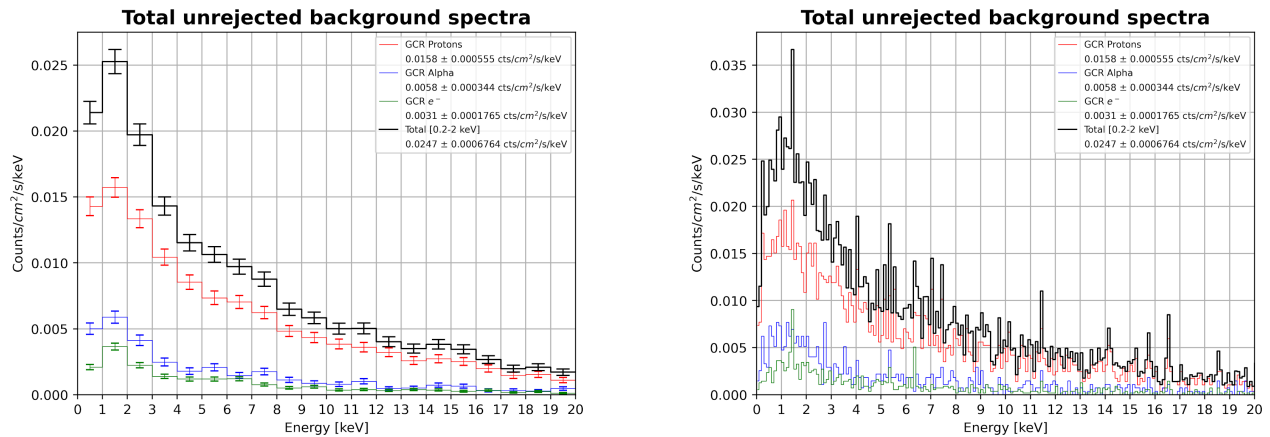 Total unrejected background spectra
GCR Protons
0.0158 ± 0.000555 cts/cm²/s/keV
GCR Alpha
0.0058 ± 0.000344 cts/cm²/s/keV
GCR e⁻
0.0031 ± 0.0001765 cts/cm²/s/keV
Total [0.2-2 keV]
0.0247 ± 0.0006764 cts/cm²/s/keV
Counts/cm²/s/keV
0.025
0.020
0.015
0.010
0.005
0.000
0 1 2 3 4 5 6 7 8 9 10 11 12 13 14 15 16 17 18 19 20
Energy [keV]
Total unrejected background spectra
GCR Protons
0.0158 ± 0.000555 cts/cm²/s/keV
GCR Alpha
0.0058 ± 0.000344 cts/cm²/s/keV
GCR e⁻
0.0031 ± 0.0001765 cts/cm²/s/keV
Total [0.2-2 keV]
0.0247 ± 0.0006764 cts/cm²/s/keV
Counts/cm²/s/keV
0.035
0.030
0.025
0.020
0.015
0.010
0.005
0.000
0 1 2 3 4 5 6 7 8 9 10 11 12 13 14 15 16 17 18 19 20
Energy [keV]